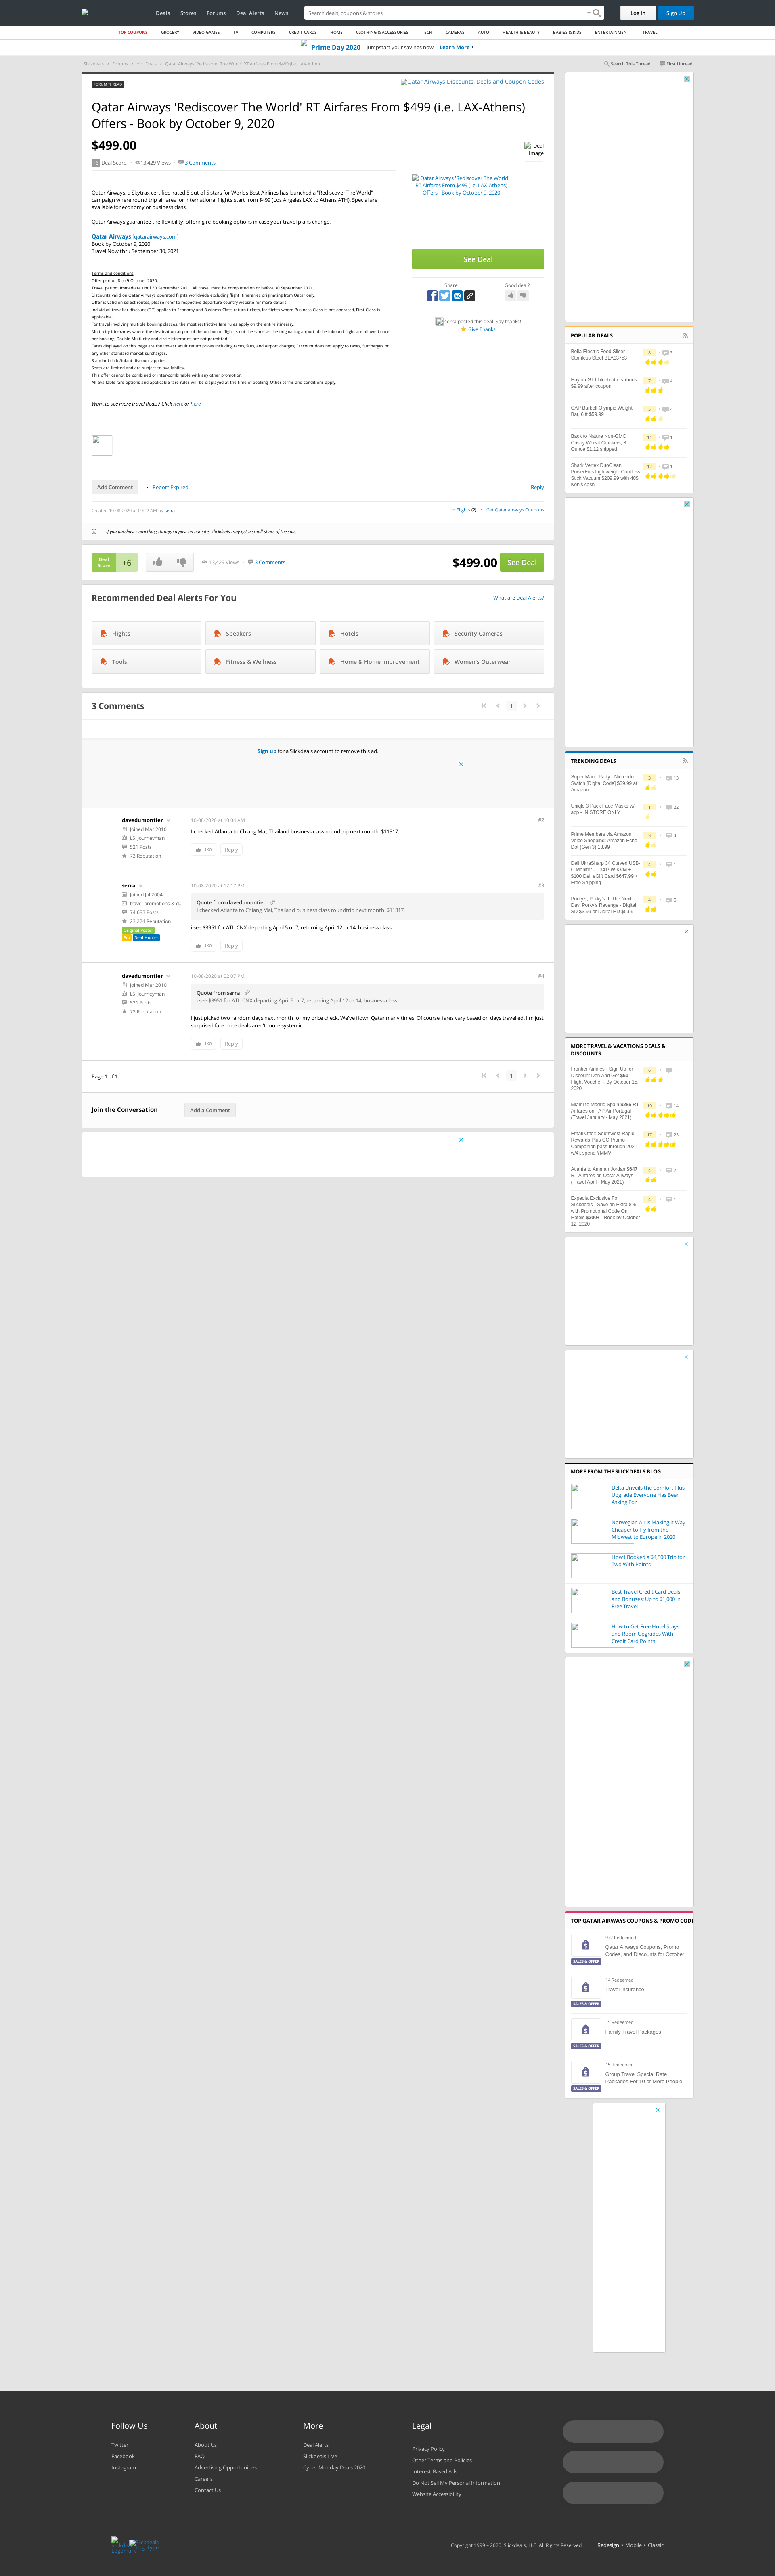 Deals Stores Forums Deal Alerts News
Search deals, coupons & stores
Log In Sign Up
TOP COUPONS GROCERY VIDEO GAMES TV COMPUTERS CREDIT CARDS HOME CLOTHING & ACCESSORIES TECH CAMERAS AUTO HEALTH & BEAUTY BABIES & KIDS ENTERTAINMENT TRAVEL
Prime Day 2020 Jumpstart your savings now Learn More ›
Slickdeals › Forums › Hot Deals › Qatar Airways 'Rediscover The World' RT Airfares From $499 (i.e. LAX-Athen...
Search This Thread First Unread
FORUM THREAD
Qatar Airways Discounts, Deals and Coupon Codes
Qatar Airways 'Rediscover The World' RT Airfares From $499 (i.e. LAX-Athens)
Offers - Book by October 9, 2020
$499.00
+6 Deal Score 13,429 Views 3 Comments
Deal Image
Qatar Airways 'Rediscover The World' RT Airfares From $499 (i.e. LAX-Athens) Offers - Book by October 9, 2020
See Deal
Share Good deal?
serra posted this deal. Say thanks!
Give Thanks
Qatar Airways, a Skytrax certified-rated 5 out of 5 stars for Worlds Best Airlines has launched a "Rediscover The World"
campaign where round trip airfares for international flights start from $499 (Los Angeles LAX to Athens ATH). Special are
available for economy or business class.
Qatar Airways guarantee the flexibility, offering re-booking options in case your travel plans change.
Qatar Airways [qatarairways.com]
Book by October 9, 2020
Travel Now thru September 30, 2021
Terms and conditions
Offer period: 8 to 9 October 2020.
Travel period: Immediate until 30 September 2021. All travel must be completed on or before 30 September 2021.
Discounts valid on Qatar Airways operated flights worldwide excluding flight itineraries originating from Qatar only.
Offer is valid on select routes, please refer to respective departure country website for more details
Individual traveller discount (FIT) applies to Economy and Business Class return tickets, for flights where Business Class is not operated, First Class is
applicable.
For travel involving multiple booking classes, the most restrictive fare rules apply on the entire itinerary.
Multi-city itineraries where the destination airport of the outbound flight is not the same as the originating airport of the inbound flight are allowed once
per booking. Double Multi-city and circle itineraries are not permitted.
Fares displayed on this page are the lowest adult return prices including taxes, fees, and airport charges. Discount does not apply to taxes, Surcharges or
any other standard market surcharges.
Standard child/infant discount applies.
Seats are limited and are subject to availability.
This offer cannot be combined or inter-combinable with any other promotion.
All available fare options and applicable fare rules will be displayed at the time of booking. Other terms and conditions apply.
Want to see more travel deals? Click here or here.
Add Comment Report Expired Reply
Created 10-08-2020 at 09:22 AM by serra
in Flights (2) Get Qatar Airways Coupons
If you purchase something through a post on our site, Slickdeals may get a small share of the sale.
Deal Score +6 13,429 Views 3 Comments $499.00 See Deal
Recommended Deal Alerts For You What are Deal Alerts?
Flights Speakers Hotels Security Cameras
Tools Fitness & Wellness Home & Home Improvement Women's Outerwear
3 Comments 1
Sign up for a Slickdeals account to remove this ad.
davedumontier
Joined Mar 2010
L5: Journeyman
521 Posts
73 Reputation
10-08-2020 at 10:04 AM #2
I checked Atlanta to Chiang Mai, Thailand business class roundtrip next month. $11317.
Like Reply
serra
Joined Jul 2004
travel promotions & d...
74,683 Posts
23,224 Reputation
Original Poster
Pro Deal Hunter
10-08-2020 at 12:17 PM #3
Quote from davedumontier
I checked Atlanta to Chiang Mai, Thailand business class roundtrip next month. $11317.
i see $3951 for ATL-CNX departing April 5 or 7; returning April 12 or 14, business class.
Like Reply
davedumontier
Joined Mar 2010
L5: Journeyman
521 Posts
73 Reputation
10-08-2020 at 02:07 PM #4
Quote from serra
i see $3951 for ATL-CNX departing April 5 or 7; returning April 12 or 14, business class.
I just picked two random days next month for my price check. We've flown Qatar many times. Of course, fares vary based on days travelled. I'm just
surprised fare price deals aren't more systemic.
Like Reply
Page 1 of 1 1
Join the Conversation Add a Comment
POPULAR DEALS
Bella Electric Food Slicer Stainless Steel BLA13753 9 3
Haylou GT1 bluetooth earbuds $9.99 after coupon 7 4
CAP Barbell Olympic Weight Bar, 6 ft $59.99 5 4
Back to Nature Non-GMO Crispy Wheat Crackers, 8 Ounce $1.12 shipped 11 1
Shark Vertex DuoClean PowerFins Lightweight Cordless Stick Vacuum $209.99 with 40$ Kohls cash 12 1
TRENDING DEALS
Super Mario Party - Nintendo Switch [Digital Code] $39.99 at Amazon 3 13
Uniqlo 3 Pack Face Masks w/ app - IN STORE ONLY 1 22
Prime Members via Amazon Voice Shopping: Amazon Echo Dot (Gen 3) 18.99 3 4
Dell UltraSharp 34 Curved USB-C Monitor - U3419W KVM + $100 Dell eGift Card $647.99 + Free Shipping 4 1
Porky's, Porky's II: The Next Day, Porky's Revenge - Digital SD $3.99 or Digital HD $5.99 4 5
MORE TRAVEL & VACATIONS DEALS & DISCOUNTS
Frontier Airlines - Sign Up for Discount Den And Get $50 Flight Voucher - By October 15, 2020 6 1
Miami to Madrid Spain $285 RT Airfares on TAP Air Portugal (Travel January - May 2021) 15 14
Email Offer: Southwest Rapid Rewards Plus CC Promo - Companion pass through 2021 w/4k spend YMMV 17 23
Atlanta to Amman Jordan $647 RT Airfares on Qatar Airways (Travel April - May 2021) 4 2
Expedia Exclusive For Slickdeals - Save an Extra 8% with Promotional Code On Hotels $300+ - Book by October 12, 2020 4 1
MORE FROM THE SLICKDEALS BLOG
Delta Unveils the Comfort Plus Upgrade Everyone Has Been Asking For
Norwegian Air is Making it Way Cheaper to Fly from the Midwest to Europe in 2020
How I Booked a $4,500 Trip for Two With Points
Best Travel Credit Card Deals and Bonuses: Up to $1,000 in Free Travel
How to Get Free Hotel Stays and Room Upgrades With Credit Card Points
TOP QATAR AIRWAYS COUPONS & PROMO CODE
972 Redeemed
Qatar Airways Coupons, Promo Codes, and Discounts for October
SALES & OFFER
14 Redeemed
Travel Insurance
SALES & OFFER
15 Redeemed
Family Travel Packages
SALES & OFFER
15 Redeemed
Group Travel Special Rate Packages For 10 or More People
SALES & OFFER
Follow Us
Twitter
Facebook
Instagram
About
About Us
FAQ
Advertising Opportunities
Careers
Contact Us
More
Deal Alerts
Slickdeals Live
Cyber Monday Deals 2020
Legal
Privacy Policy
Other Terms and Policies
Interest-Based Ads
Do Not Sell My Personal Information
Website Accessibility
Slickdeals Logotype
Copyright 1999 - 2020. Slickdeals, LLC. All Rights Reserved. Redesign • Mobile • Classic